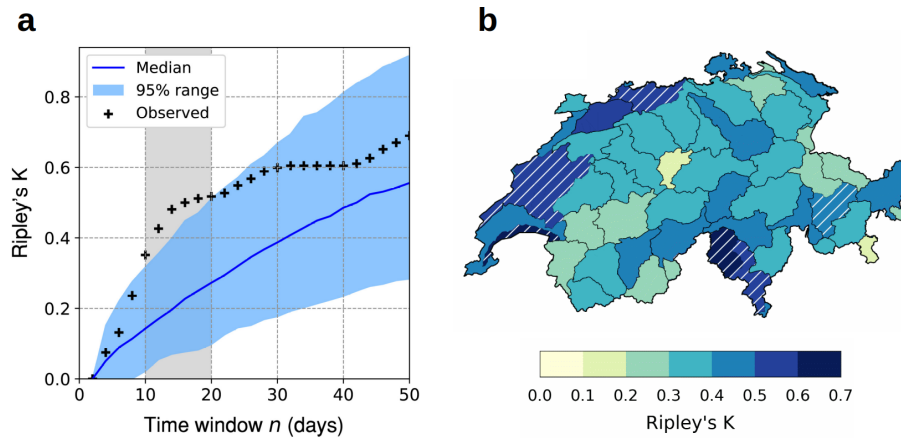 a
Ripley's K
0.8
0.6
0.4
0.2
0.0
Median
95% range
Observed
0 10 20 30 40 50
Time window n (days)
b
0.0 0.1 0.2 0.3 0.4 0.5 0.6 0.7
Ripley's K